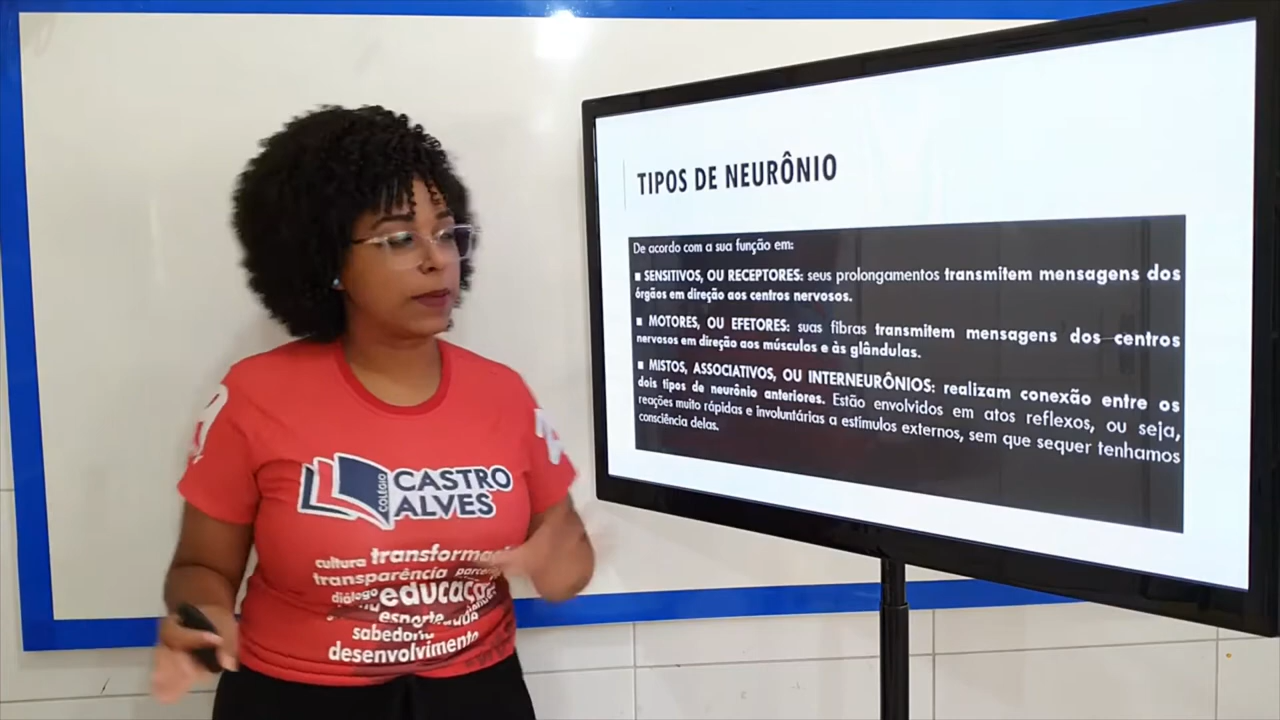 TIPOS DE NEURÔNIO
De acordo com a sua função em:
▪ SENSITIVOS, OU RECEPTORES: seus prolongamentos transmitem mensagens dos
órgãos em direção aos centros nervosos.
▪ MOTORES, OU EFETORES: suas fibras transmitem mensagens dos centros
nervosos em direção aos músculos e às glândulas.
▪ MISTOS, ASSOCIATIVOS, OU INTERNEURÔNIOS: realizam conexão entre os
dois tipos de neurônio anteriores. Estão envolvidos em atos reflexos, ou seja,
reações muito rápidas e involuntárias a estímulos externos, sem que sequer tenhamos
consciência delas.
COLÉGIO
CASTRO
ALVES
cultura
transparência
diálogo educação
esporte
sabedoria
desenvolvimento